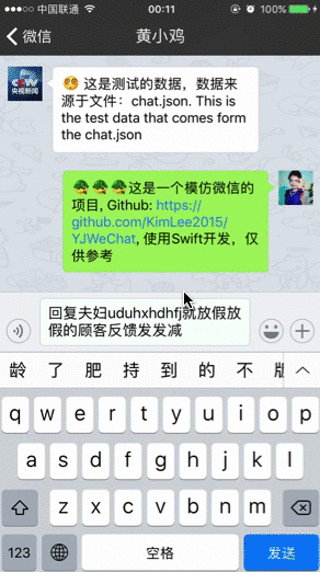 中国联通 00:11 100%
微信 黄小鸡
CCTV
央视新闻
这是测试的数据，数据来
源于文件：chat.json. This is
the test data that comes form
the chat.json
这是一个模仿微信的
项目, Github: https://
github.com/KimLee2015/
YJWeChat, 使用Swift开发，仅
供参考
回复夫妇uduhxhdhfj就放假放
假的顾客反馈发发减
龄 了 肥 持 到 的 不 版
q w e r t y u i o p
a s d f g h j k l
z x c v b n m
123 空格 发送